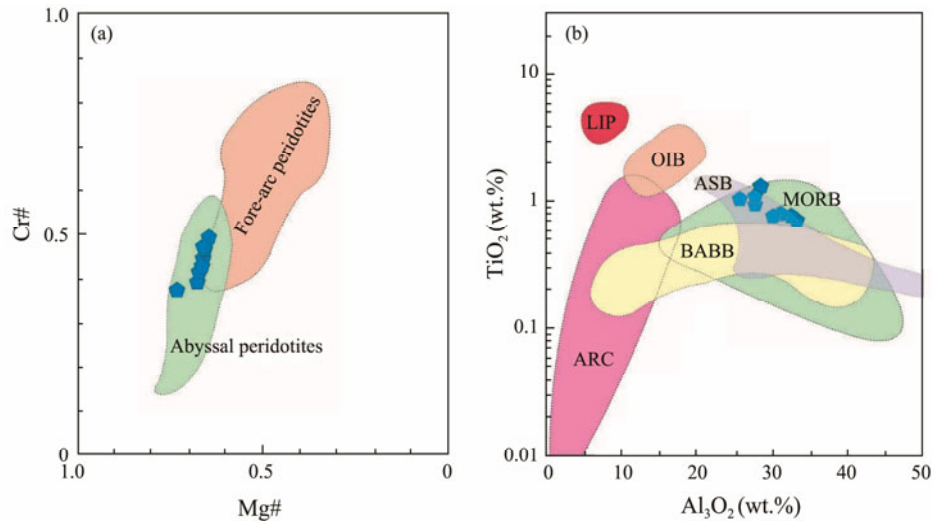 (a)
1.0
0.5
0
Cr#
Fore-arc peridotites
Abyssal peridotites
1.0
0.5
0
Mg#
(b)
10
1
0.1
0.01
TiO2 (wt.%)
LIP
OIB
ASB
MORB
BABB
ARC
0
10
20
30
40
50
Al3O2 (wt.%)